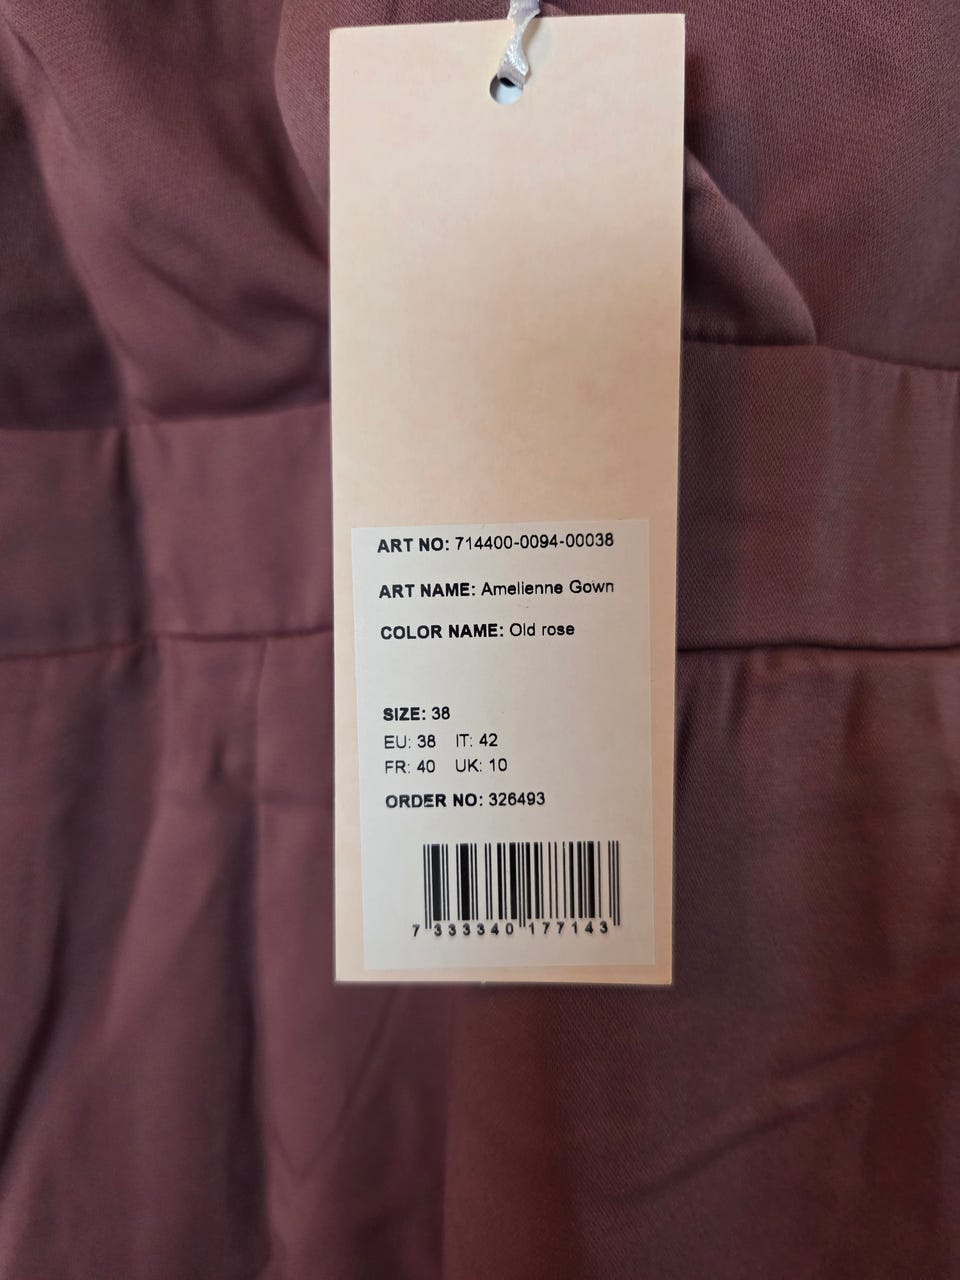 ART NO: 714400-0094-00038
ART NAME: Amelienne Gown
COLOR NAME: Old rose
SIZE: 38
EU: 38 IT: 42
FR: 40 UK: 10
ORDER NO: 326493
7 333340 177143